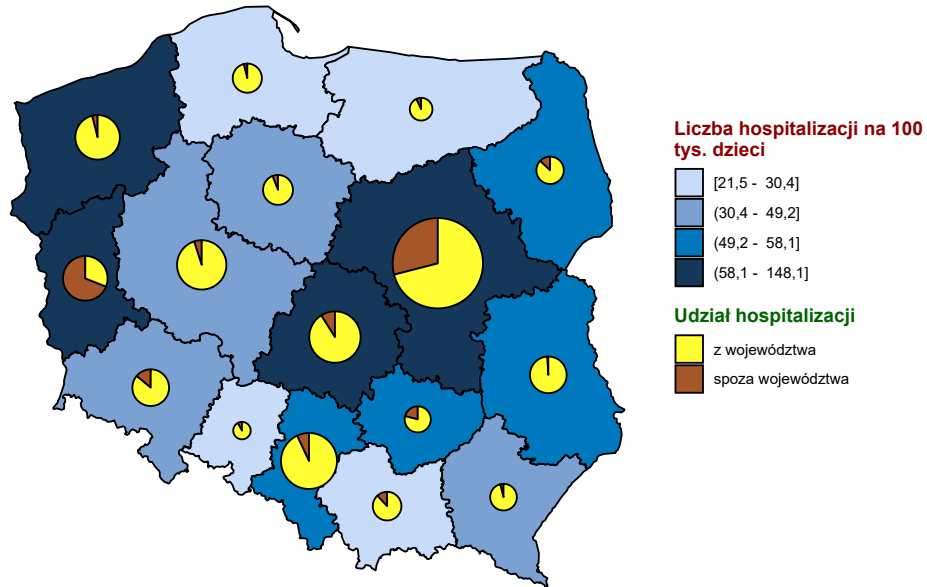 Liczba hospitalizacji na 100
tys. dzieci
[21,5 - 30,4]
(30,4 - 49,2]
(49,2 - 58,1]
(58,1 - 148,1]
Udział hospitalizacji
z województwa
spoza województwa